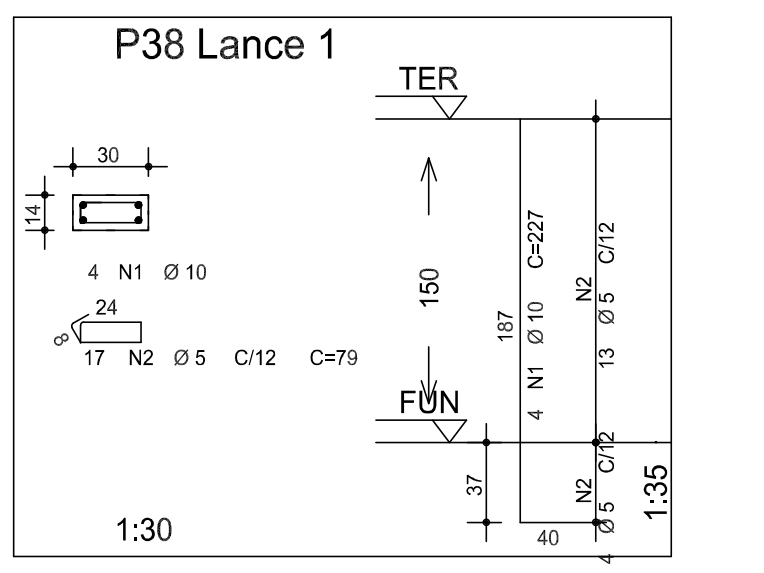 P38 Lance 1
TER
30
14
4 N1 Ø 10
24
8
17 N2 Ø 5 C/12 C=79
150
187
4 N1 Ø 10 C=227
13 N2 Ø 5 C/12
FUN
37
4 N2 Ø 5 C/12
40
1:30
1:35